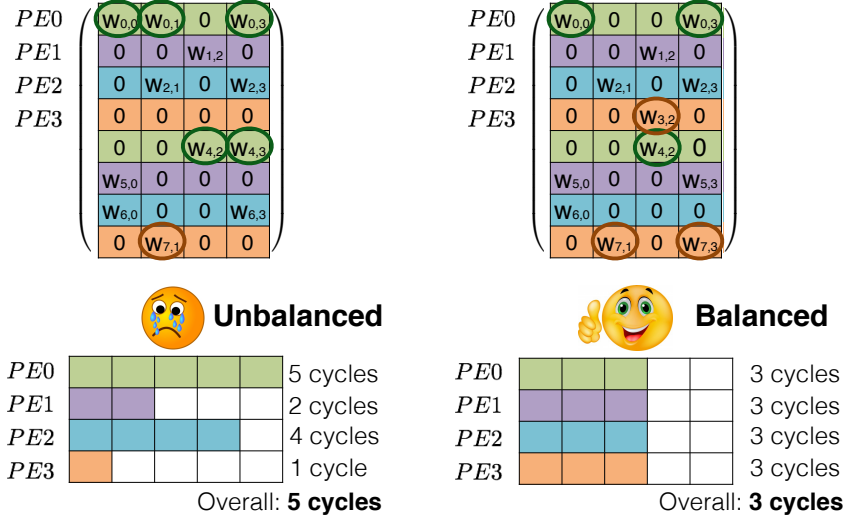 PE0 w0,0 w0,1 0 w0,3
PE1 0 0 w1,2 0
PE2 0 w2,1 0 w2,3
PE3 0 0 0 0
0 0 w4,2 w4,3
w5,0 0 0 0
w6,0 0 0 w6,3
0 w7,1 0 0
PE0 w0,0 0 0 w0,3
PE1 0 0 w1,2 0
PE2 0 w2,1 0 w2,3
PE3 0 0 w3,2 0
0 0 w4,2 0
w5,0 0 0 w5,3
w6,0 0 0 0
0 w7,1 0 w7,3
Unbalanced
PE0 5 cycles
PE1 2 cycles
PE2 4 cycles
PE3 1 cycle
Overall: 5 cycles
Balanced
PE0 3 cycles
PE1 3 cycles
PE2 3 cycles
PE3 3 cycles
Overall: 3 cycles